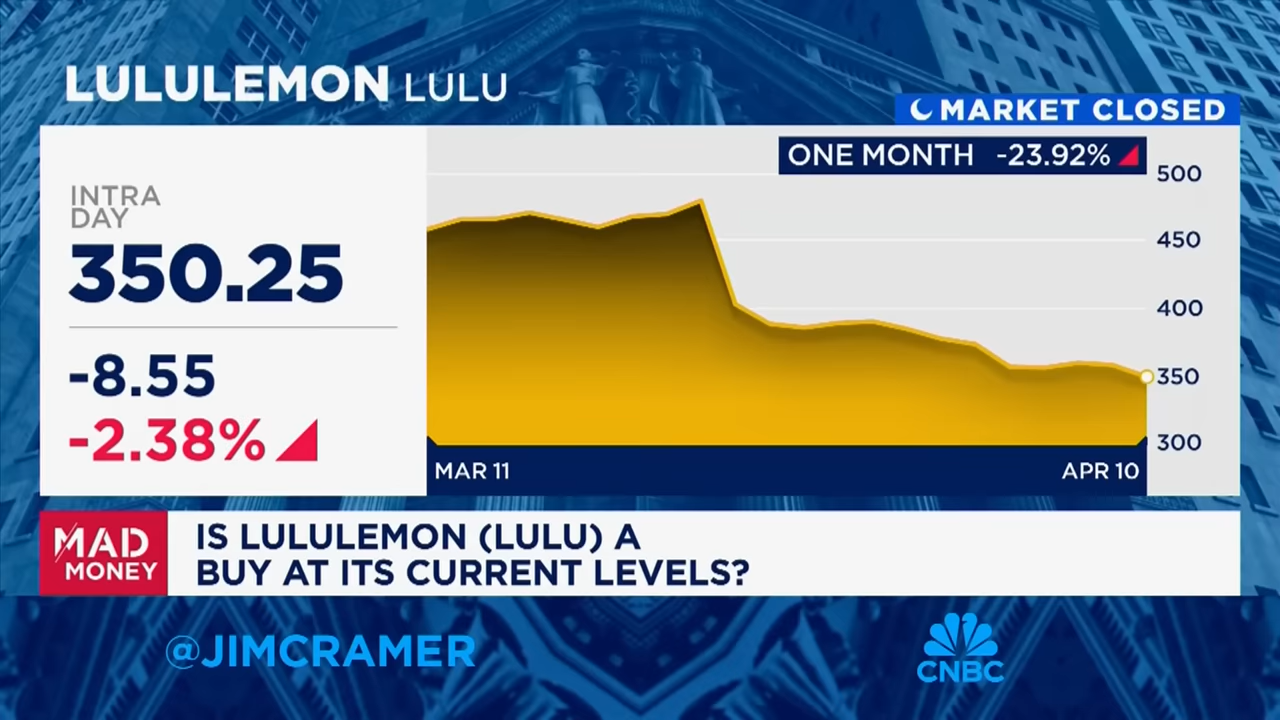 LULULEMON LULU
MARKET CLOSED
INTRA
DAY
350.25
-8.55
-2.38%
ONE MONTH -23.92%
500
450
400
350
300
MAR 11
APR 10
MAD
MONEY
IS LULULEMON (LULU) A
BUY AT ITS CURRENT LEVELS?
@JIMCRAMER
CNBC